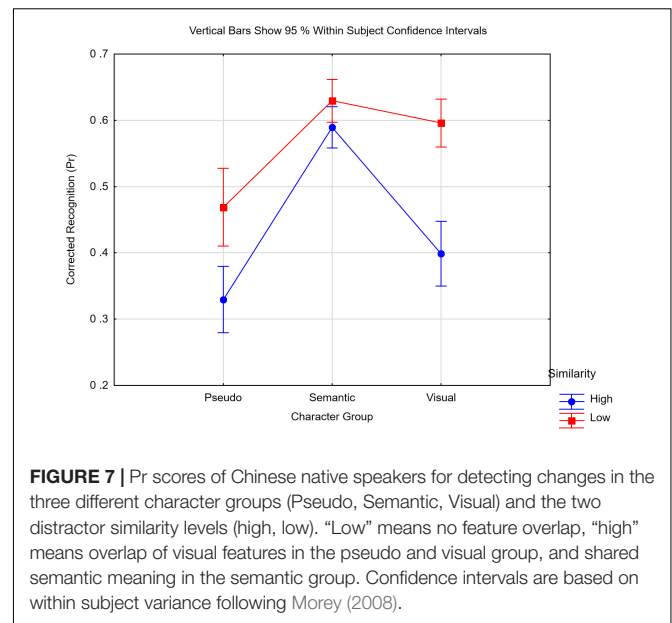 Vertical Bars Show 95 % Within Subject Confidence Intervals
0 .7
0 .6
0 .5
0 .4
0 .3
0 .2
Corrected Recognition (Pr)
Pseudo Semantic Visual
Character Group
Similarity
High
Low
FIGURE 7 | Pr scores of Chinese native speakers for detecting changes in the
three different character groups (Pseudo, Semantic, Visual) and the two
distractor similarity levels (high, low). “Low” means no feature overlap, “high”
means overlap of visual features in the pseudo and visual group, and shared
semantic meaning in the semantic group. Confidence intervals are based on
within subject variance following Morey (2008).